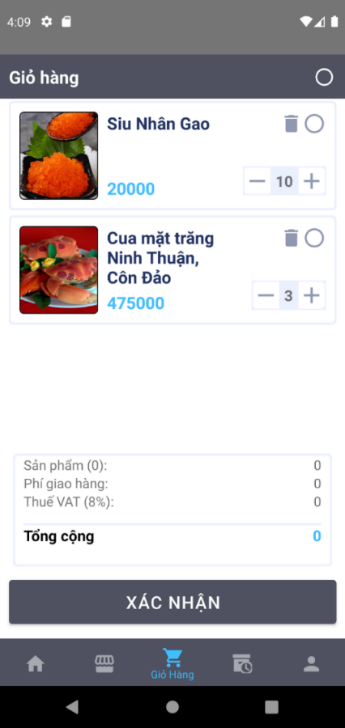 4:09
Giỏ hàng
Siu Nhân Gao
20000
10
Cua mặt trăng
Ninh Thuận,
Côn Đảo
475000
3
Sản phẩm (0): 0
Phí giao hàng: 0
Thuế VAT (8%): 0
Tổng cộng 0
XÁC NHẬN
Giỏ Hàng